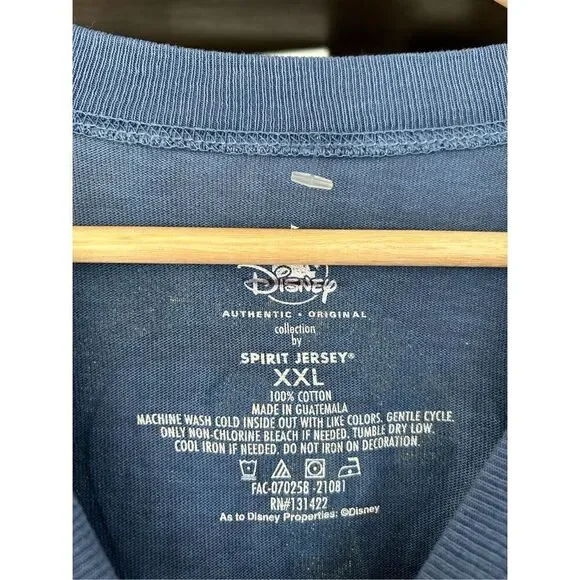 Disney
AUTHENTIC • ORIGINAL
collection
by
SPIRIT JERSEY®
XXL
100% COTTON
MADE IN GUATEMALA
MACHINE WASH COLD INSIDE OUT WITH LIKE COLORS. GENTLE CYCLE.
ONLY NON-CHLORINE BLEACH IF NEEDED. TUMBLE DRY LOW.
COOL IRON IF NEEDED. DO NOT IRON ON DECORATION.
FAC-070258 -21081
RN#131422
As to Disney Properties: ©Disney